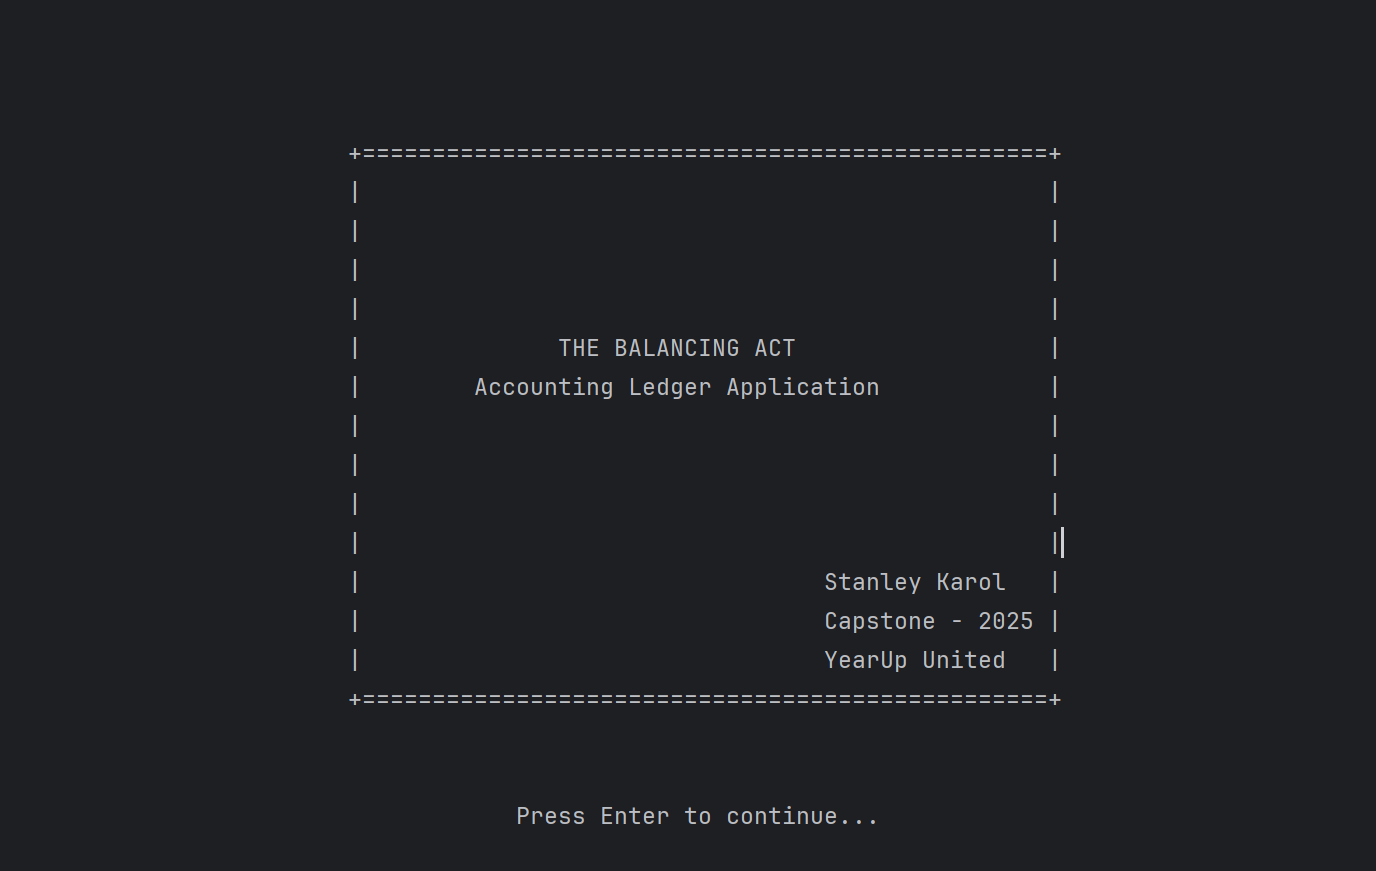 +=================================================+
|                                                 |
|                                                 |
|                                                 |
|                                                 |
|              THE BALANCING ACT                  |
|        Accounting Ledger Application            |
|                                                 |
|                                                 |
|                                                 |
|                                                 |
|                                 Stanley Karol   |
|                                 Capstone - 2025 |
|                                 YearUp United   |
+=================================================+
Press Enter to continue...